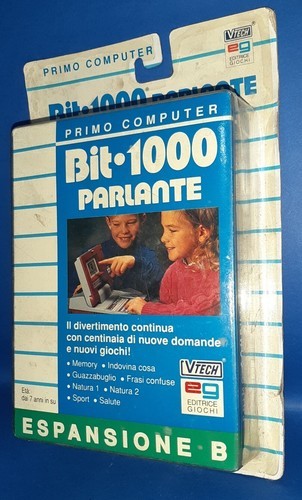 PRIMO COMPUTER
VTECH
eg
EDITRICE
GIOCHI
Bit•1000 PARLANTE
PRIMO COMPUTER
Bit•1000
PARLANTE
Il divertimento continua
con centinaia di nuove domande
e nuovi giochi!
• Memory • Indovina cosa
• Guazzabuglio • Frasi confuse
• Natura 1 • Natura 2
• Sport • Salute
VTECH
eg
EDITRICE
GIOCHI
Età:
dai 7 anni in su
ESPANSIONE • B